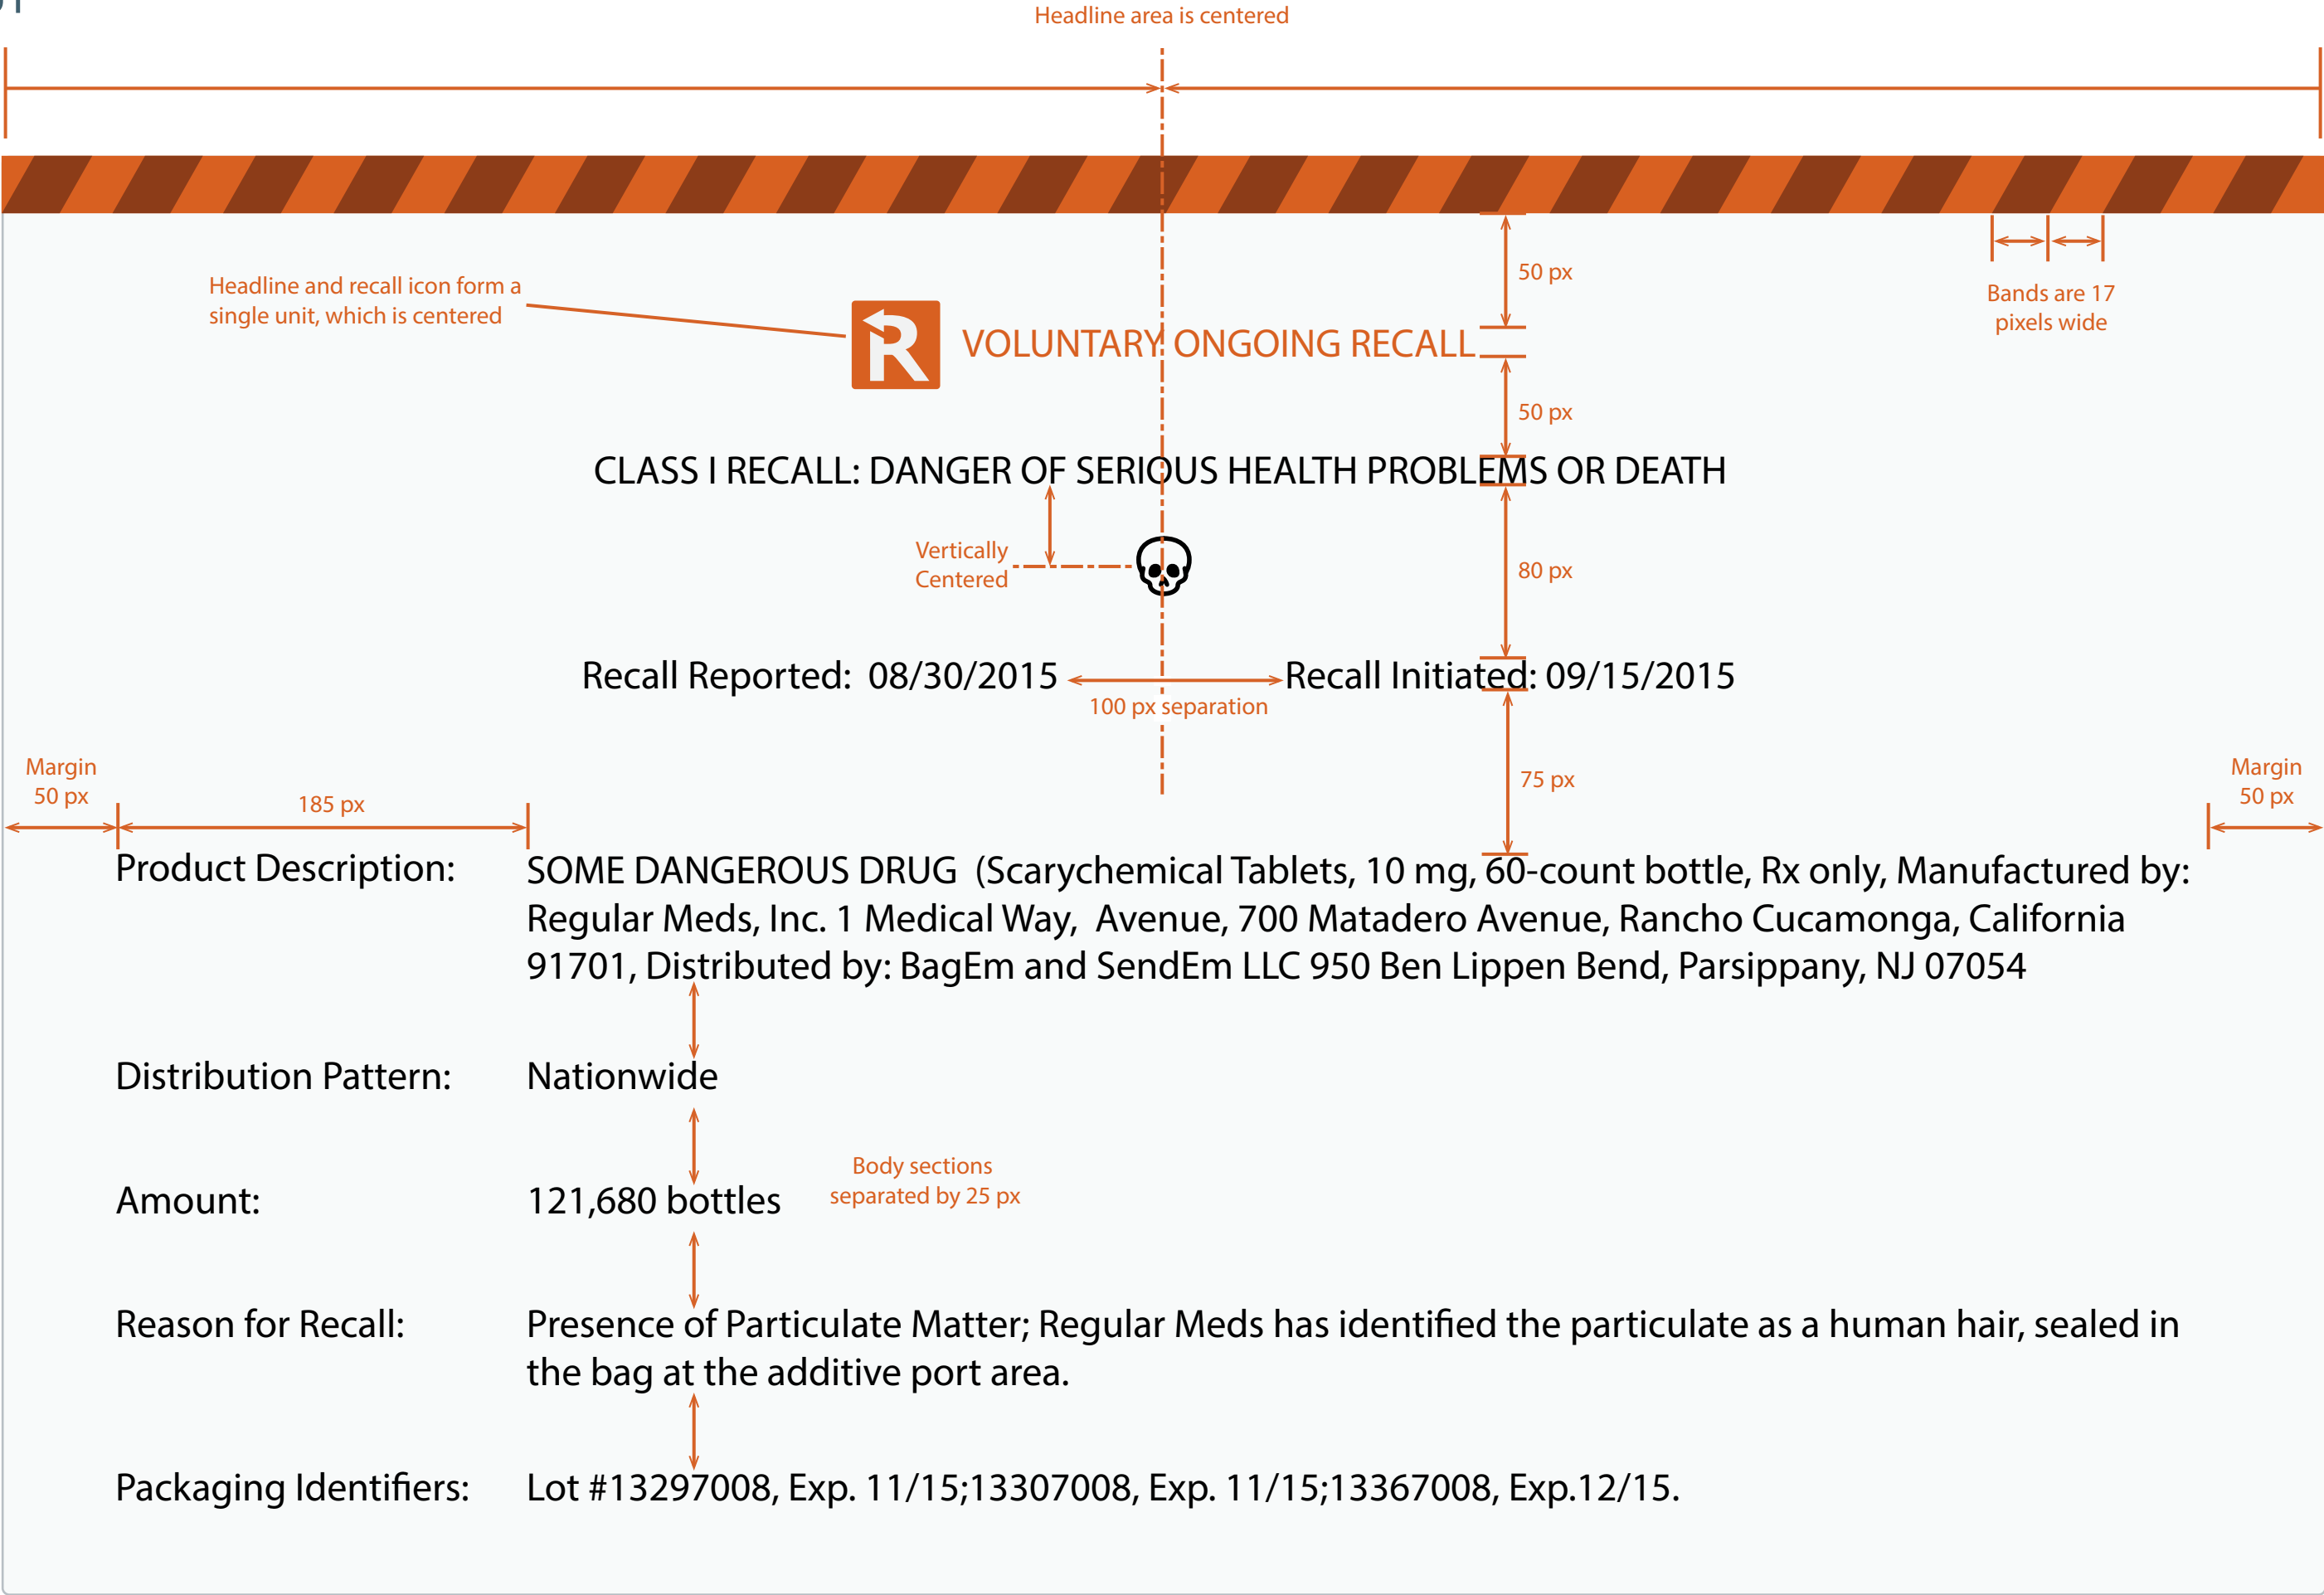 Headline area is centered
50 px
Headline and recall icon form a
single unit, which is centered
Bands are 17
pixels wide
R VOLUNTARY ONGOING RECALL
50 px
CLASS I RECALL: DANGER OF SERIOUS HEALTH PROBLEMS OR DEATH
Vertically
Centered
80 px
Recall Reported:  08/30/2015
Recall Initiated: 09/15/2015
100 px separation
Margin
50 px
185 px
75 px
Margin
50 px
Product Description:
SOME DANGEROUS DRUG  (Scarychemical Tablets, 10 mg, 60-count bottle, Rx only, Manufactured by:
Regular Meds, Inc. 1 Medical Way,  Avenue, 700 Matadero Avenue, Rancho Cucamonga, California
91701, Distributed by: BagEm and SendEm LLC 950 Ben Lippen Bend, Parsippany, NJ 07054
Distribution Pattern:
Nationwide
Amount:
121,680 bottles
Body sections
separated by 25 px
Reason for Recall:
Presence of Particulate Matter; Regular Meds has identified the particulate as a human hair, sealed in
the bag at the additive port area.
Packaging Identifiers:
Lot #13297008, Exp. 11/15;13307008, Exp. 11/15;13367008, Exp.12/15.